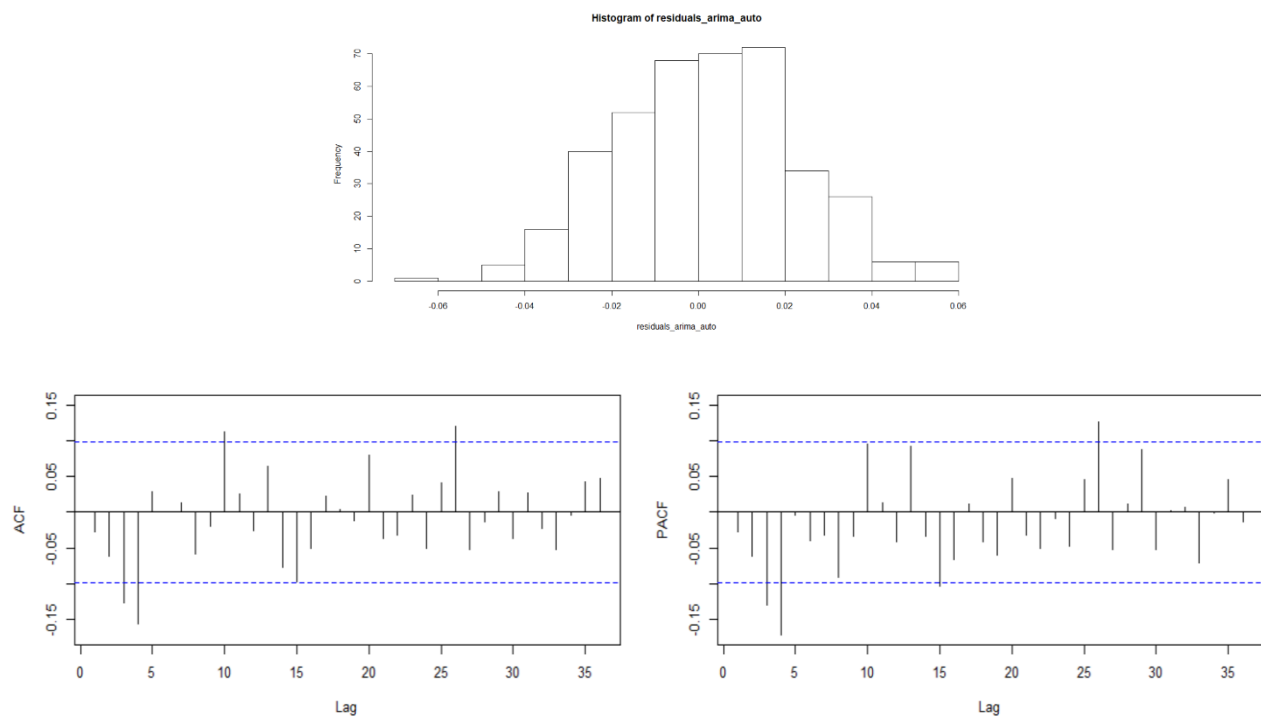 Histogram of residuals_arima_auto
Frequency
0 10 20 30 40 50 60 70
-0.06 -0.04 -0.02 0.00 0.02 0.04 0.06
residuals_arima_auto
ACF
-0.15 -0.05 0.05 0.15
0 5 10 15 20 25 30 35
Lag
PACF
-0.15 -0.05 0.05 0.15
0 5 10 15 20 25 30 35
Lag